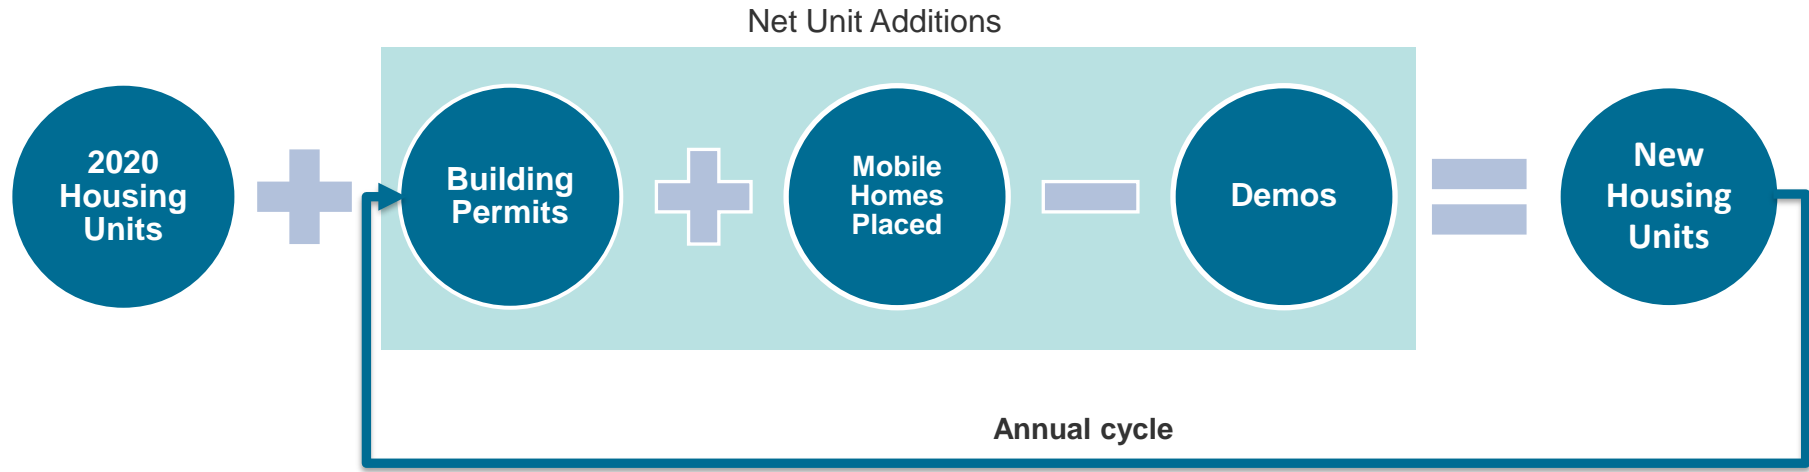 Net Unit Additions
2020
Housing
Units
Building
Permits
Mobile
Homes
Placed
Demos
New
Housing
Units
Annual cycle